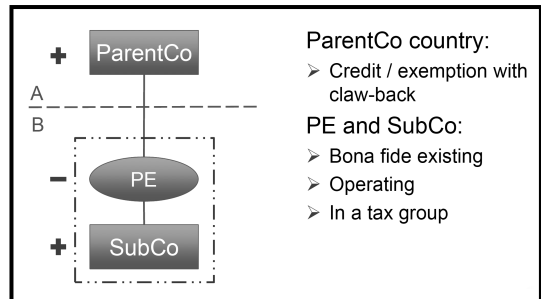 ParentCo
A
B
PE
SubCo
ParentCo country:
➢ Credit / exemption with
claw-back
PE and SubCo:
➢ Bona fide existing
➢ Operating
➢ In a tax group